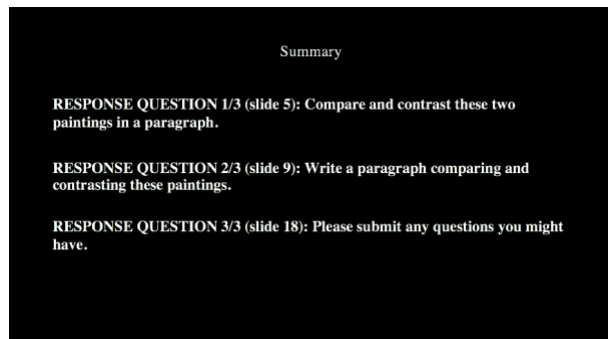 Summary
RESPONSE QUESTION 1/3 (slide 5): Compare and contrast these two
paintings in a paragraph.
RESPONSE QUESTION 2/3 (slide 9): Write a paragraph comparing and
contrasting these paintings.
RESPONSE QUESTION 3/3 (slide 18): Please submit any questions you might
have.